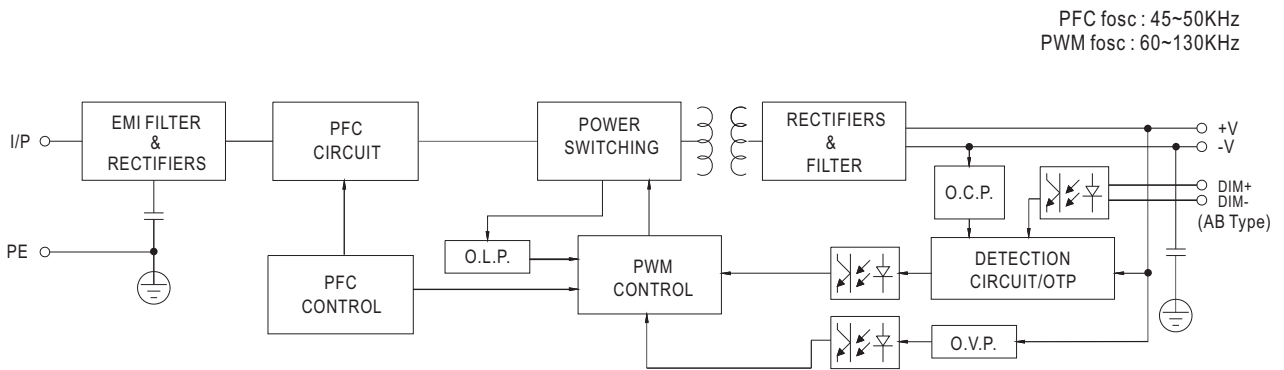 PFC fosc : 45~50KHz
PWM fosc : 60~130KHz
I/P
EMI FILTER
&
RECTIFIERS
PFC
CIRCUIT
POWER
SWITCHING
RECTIFIERS
&
FILTER
+V
-V
O.C.P.
DIM+
DIM-
(AB Type)
PE
O.L.P.
PFC
CONTROL
PWM
CONTROL
DETECTION
CIRCUIT/OTP
O.V.P.